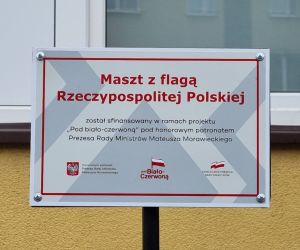 Maszt z flagą
Rzeczypospolitej Polskiej
został sfinansowany w ramach projektu
„Pod biało-czerwoną” pod honorowym patronatem
Prezesa Rady Ministrów Mateusza Morawieckiego
Biało-
Czerwoną